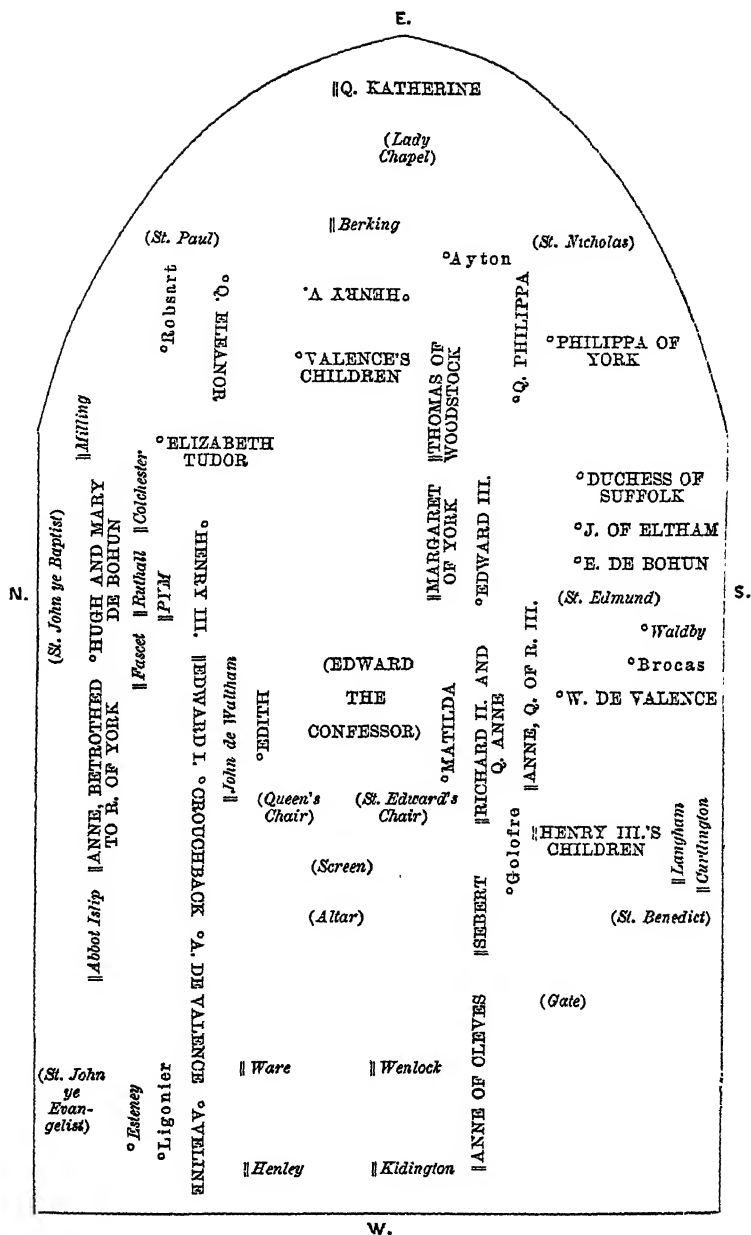 E.
||Q. KATHERINE
(Lady
Chapel)
||Berking
(St. Paul)
(St. Nicholas)
°Ayton
°Robsart
°Q. ELEANOR
°HENRY V.
°Q. PHILIPPA
°VALENCE'S
CHILDREN
||THOMAS OF
WOODSTOCK
°PHILIPPA OF
YORK
||Milling
°ELIZABETH
TUDOR
||Colchester
°DUCHESS OF
SUFFOLK
||MARGARET
OF YORK
°EDWARD III.
°J. OF ELTHAM
°E. DE BOHUN
N.
(St. John ye Baptist)
°HUGH AND MARY
DE BOHUN
||Ruthall
||PYM
°HENRY III.
(St. Edmund)
S.
||Fascet
°Waldby
°Brocas
°W. DE VALENCE
||EDWARD I.
||John de Waltham
°EDITH
(EDWARD
THE
CONFESSOR)
°MATILDA
||RICHARD II. AND
Q. ANNE
||ANNE, Q. OF R. III.
||ANNE, BETROTHED
TO R. OF YORK
°CROUCHBACK
(Queen's
Chair)
(St. Edward's
Chair)
°Golofre
||HENRY III.'S
CHILDREN
||Langham
||Curtlington
(Screen)
||Abbot Islip
(Altar)
||SEBERT
(St. Benedict)
°A. DE VALENCE
(Gate)
(St. John
ye
Evan-
gelist)
°Esteney
°Ligonier
°AVELINE
||Ware
||Wenlock
||ANNE OF CLEVES
||Henley
||Kidington
W.